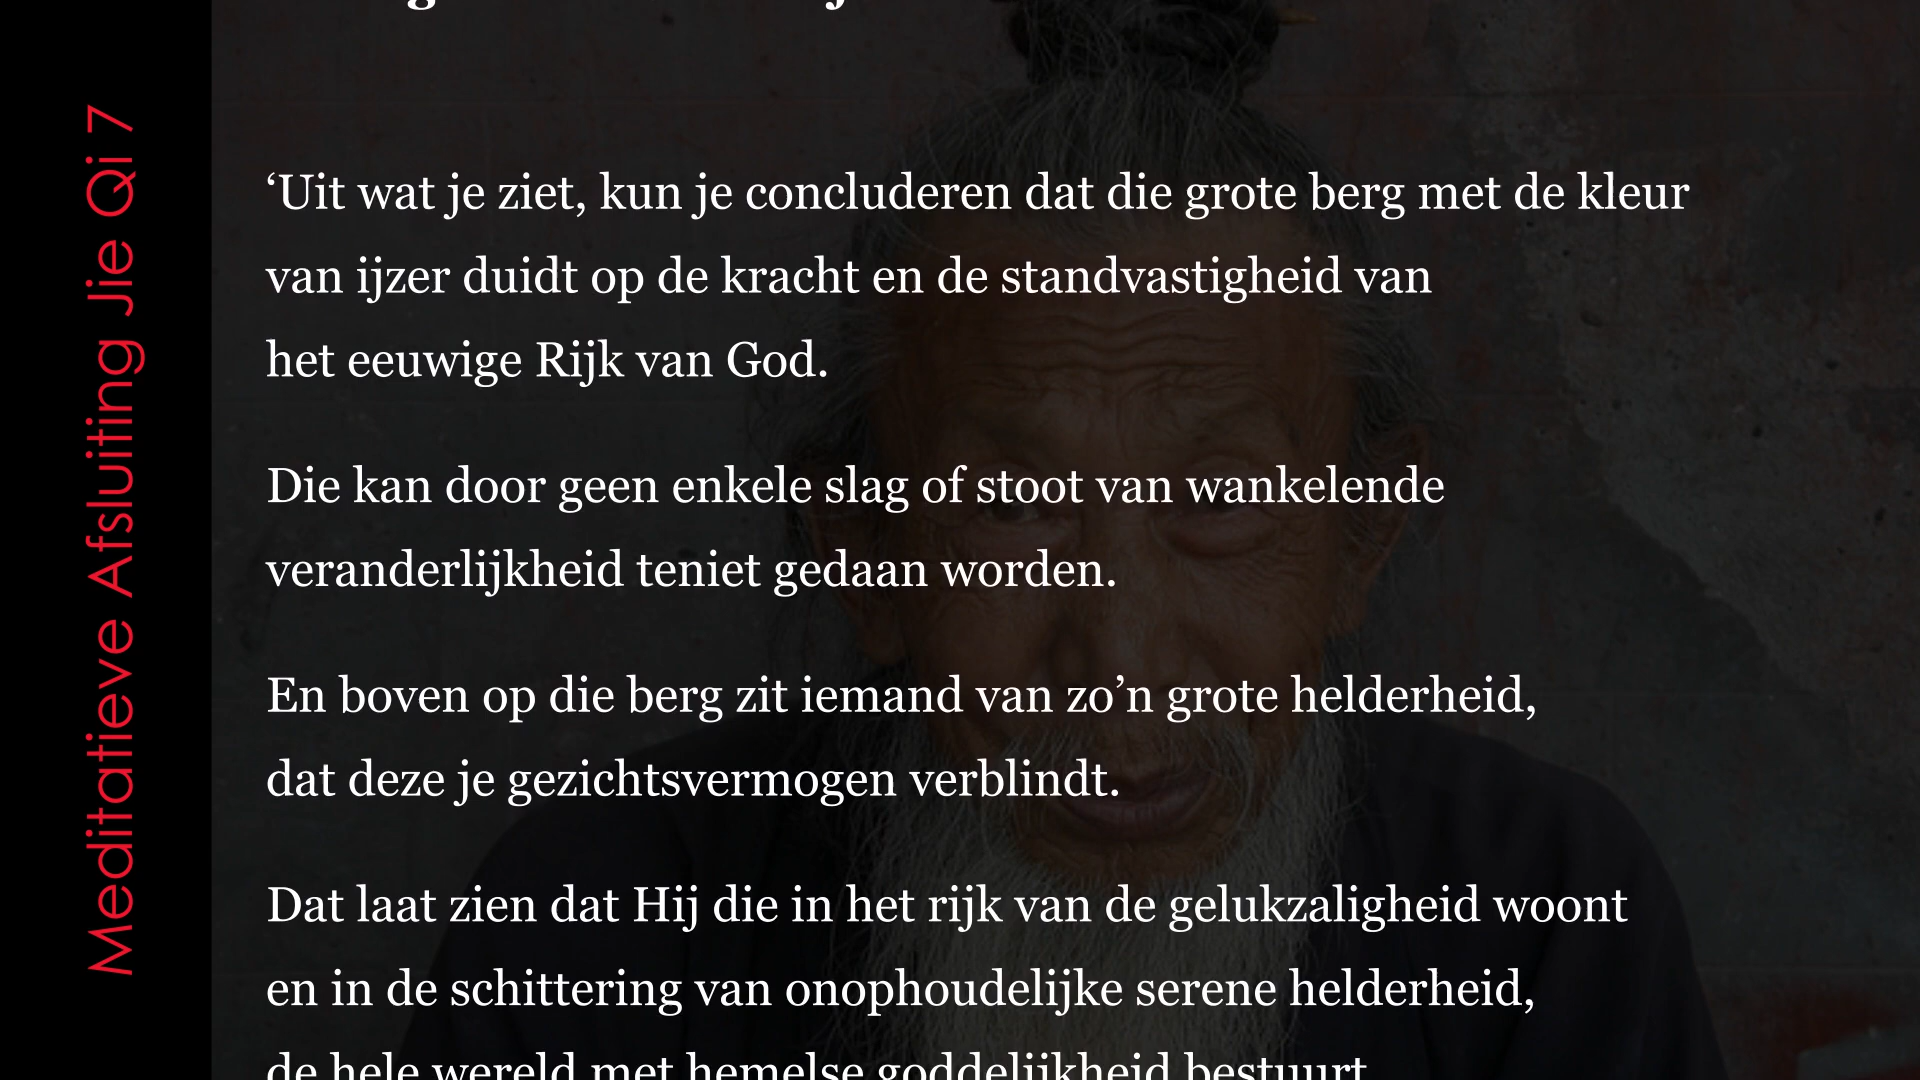 Meditatieve Afsluiting Jie Qi 7
‘Uit wat je ziet, kun je concluderen dat die grote berg met de kleur
van ijzer duidt op de kracht en de standvastigheid van
het eeuwige Rijk van God.
Die kan door geen enkele slag of stoot van wankelende
veranderlijkheid teniet gedaan worden.
En boven op die berg zit iemand van zo’n grote helderheid,
dat deze je gezichtsvermogen verblindt.
Dat laat zien dat Hij die in het rijk van de gelukzaligheid woont
en in de schittering van onophoudelijke serene helderheid,
de hele wereld met hemelse goddelijkheid bestuurt